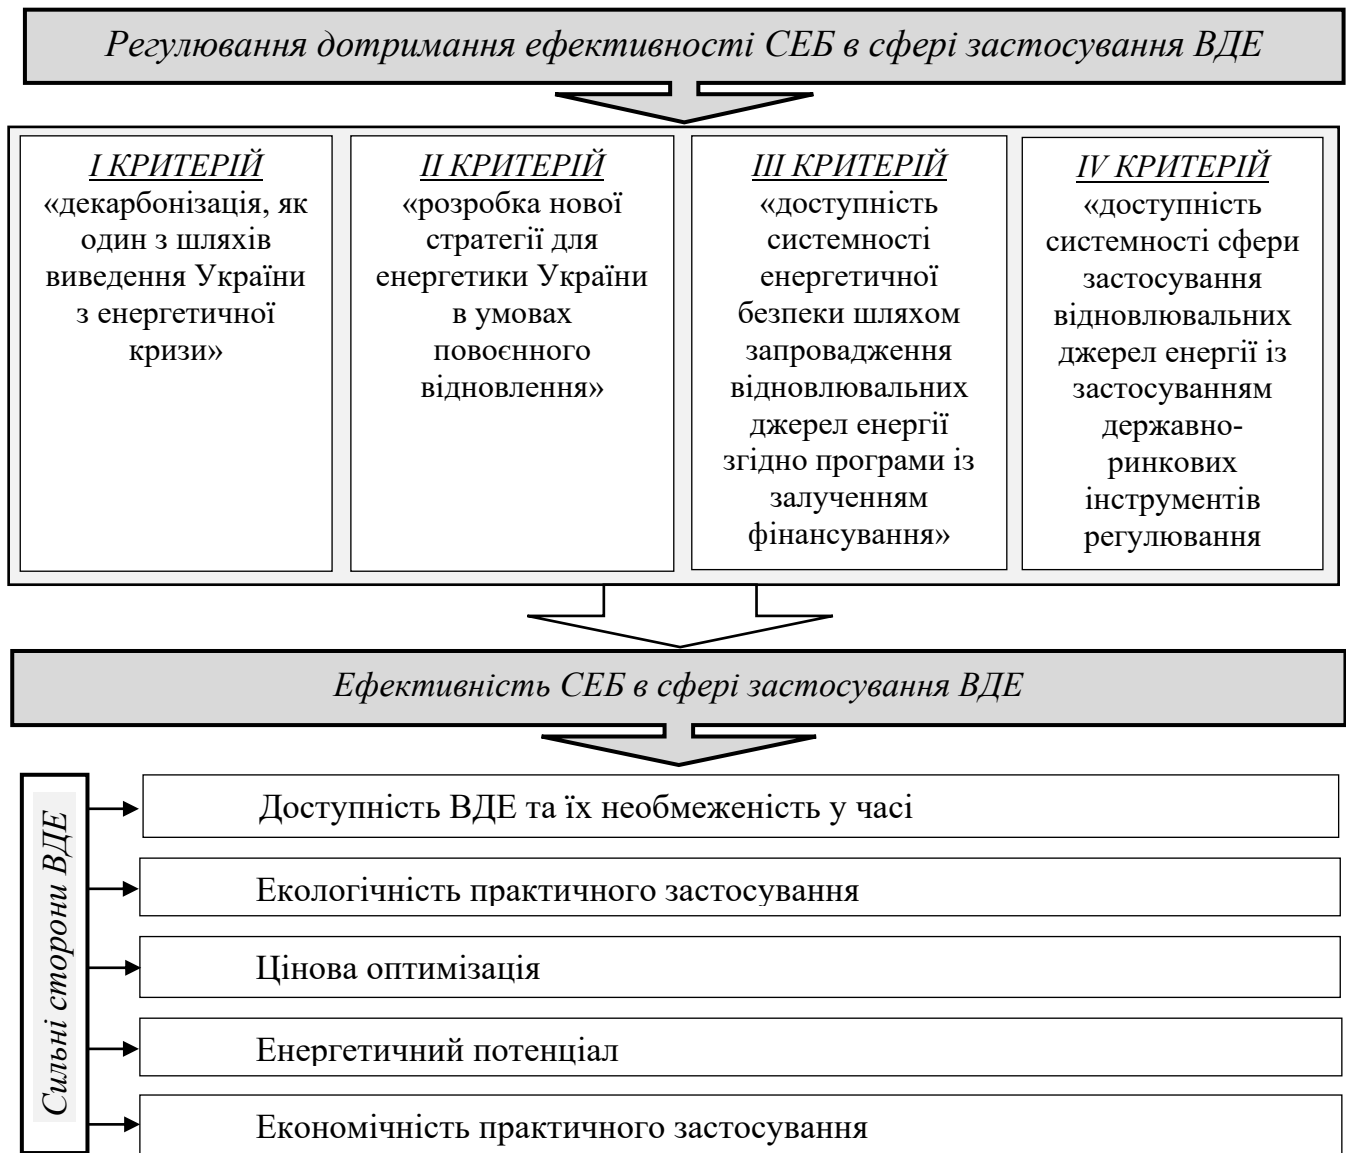 Регулювання дотримання ефективності СЕБ в сфері застосування ВДЕ
І КРИТЕРІЙ
«декарбонізація, як
один з шляхів
виведення України
з енергетичної
кризи»
ІІ КРИТЕРІЙ
«розробка нової
стратегії для
енергетики України
в умовах
повоєнного
відновлення»
ІІІ КРИТЕРІЙ
«доступність
системності
енергетичної
безпеки шляхом
запровадження
відновлювальних
джерел енергії
згідно програми із
залученням
фінансування»
IV КРИТЕРІЙ
«доступність
системності сфери
застосування
відновлювальних
джерел енергії із
застосуванням
державно-
ринкових
інструментів
регулювання
Ефективність СЕБ в сфері застосування ВДЕ
Сильні сторони ВДЕ
Доступність ВДЕ та їх необмеженість у часі
Екологічність практичного застосування
Цінова оптимізація
Енергетичний потенціал
Економічність практичного застосування